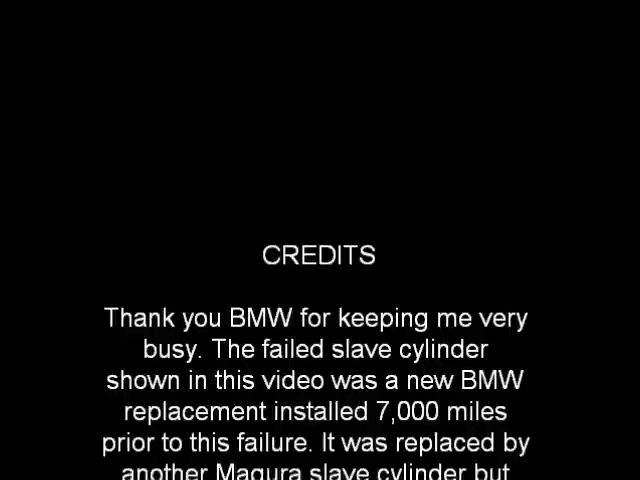 CREDITS
Thank you BMW for keeping me very
busy. The failed slave cylinder
shown in this video was a new BMW
replacement installed 7,000 miles
prior to this failure. It was replaced by
another Magura slave cylinder but